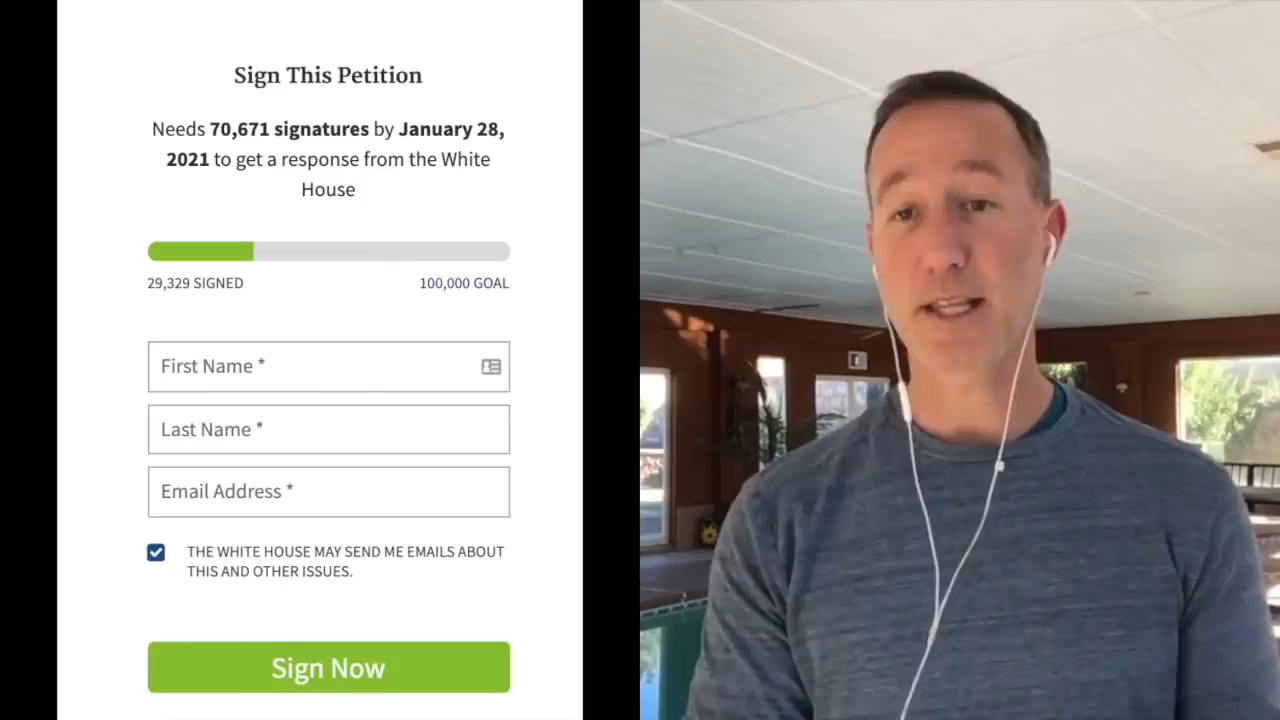 Sign This Petition
Needs 70,671 signatures by January 28,
2021 to get a response from the White
House
29,329 SIGNED
100,000 GOAL
First Name *
Last Name *
Email Address *
THE WHITE HOUSE MAY SEND ME EMAILS ABOUT
THIS AND OTHER ISSUES.
Sign Now